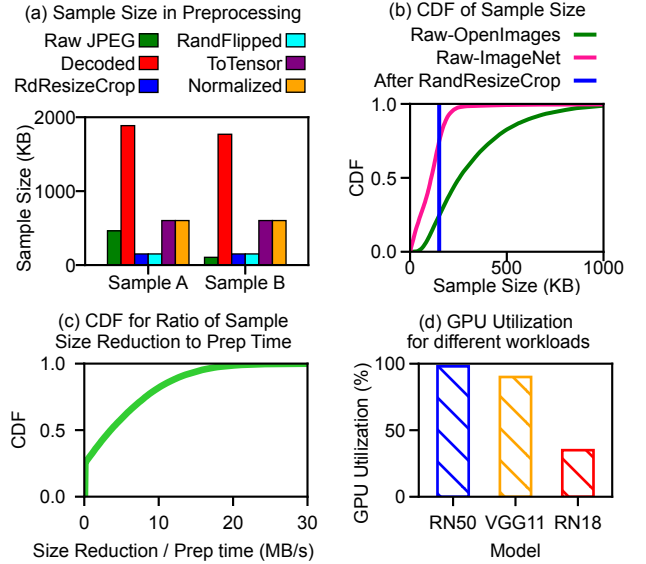 (a) Sample Size in Preprocessing
Raw JPEG
RandFlipped
Decoded
ToTensor
RdResizeCrop
Normalized
Sample Size (KB)
2000
1000
0
Sample A
Sample B
(b) CDF of Sample Size
Raw-OpenImages
Raw-ImageNet
After RandResizeCrop
CDF
1.0
0.5
0.0
0
500
1000
Sample Size (KB)
(c) CDF for Ratio of Sample
Size Reduction to Prep Time
CDF
1.0
0.5
0.0
0
10
20
30
Size Reduction / Prep time (MB/s)
(d) GPU Utilization
for different workloads
GPU Utilization (%)
100
50
0
RN50
VGG11
RN18
Model